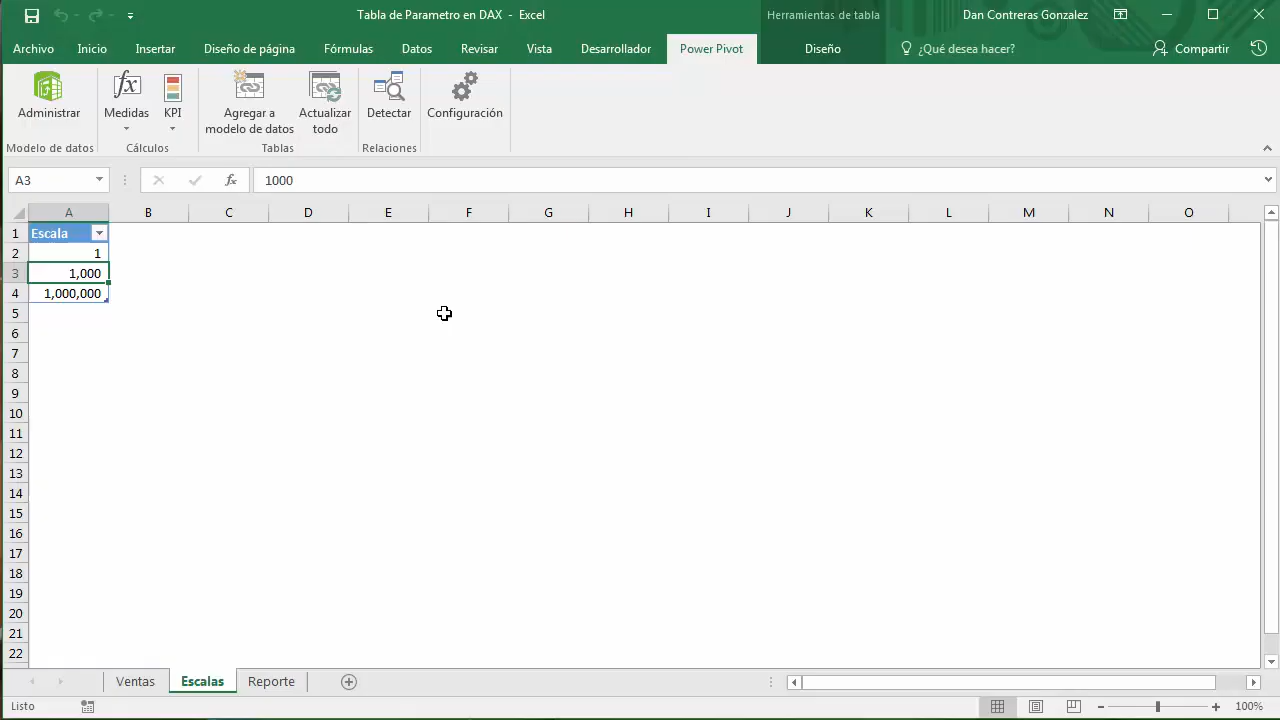 Tabla de Parametro en DAX - Excel
Herramientas de tabla
Dan Contreras Gonzalez
Archivo Inicio Insertar Diseño de página Fórmulas Datos Revisar Vista Desarrollador Power Pivot Diseño ¿Qué desea hacer? Compartir
Administrar
Medidas
KPI
Agregar a
modelo de datos
Actualizar
todo
Detectar
Configuración
Modelo de datos
Cálculos
Tablas
Relaciones
A3
fx
1000
A B C D E F G H I J K L M N O
1 Escala
2 1
3 1,000
4 1,000,000
5
6
7
8
9
10
11
12
13
14
15
16
17
18
19
20
21
22
Ventas Escalas Reporte
Listo
100%